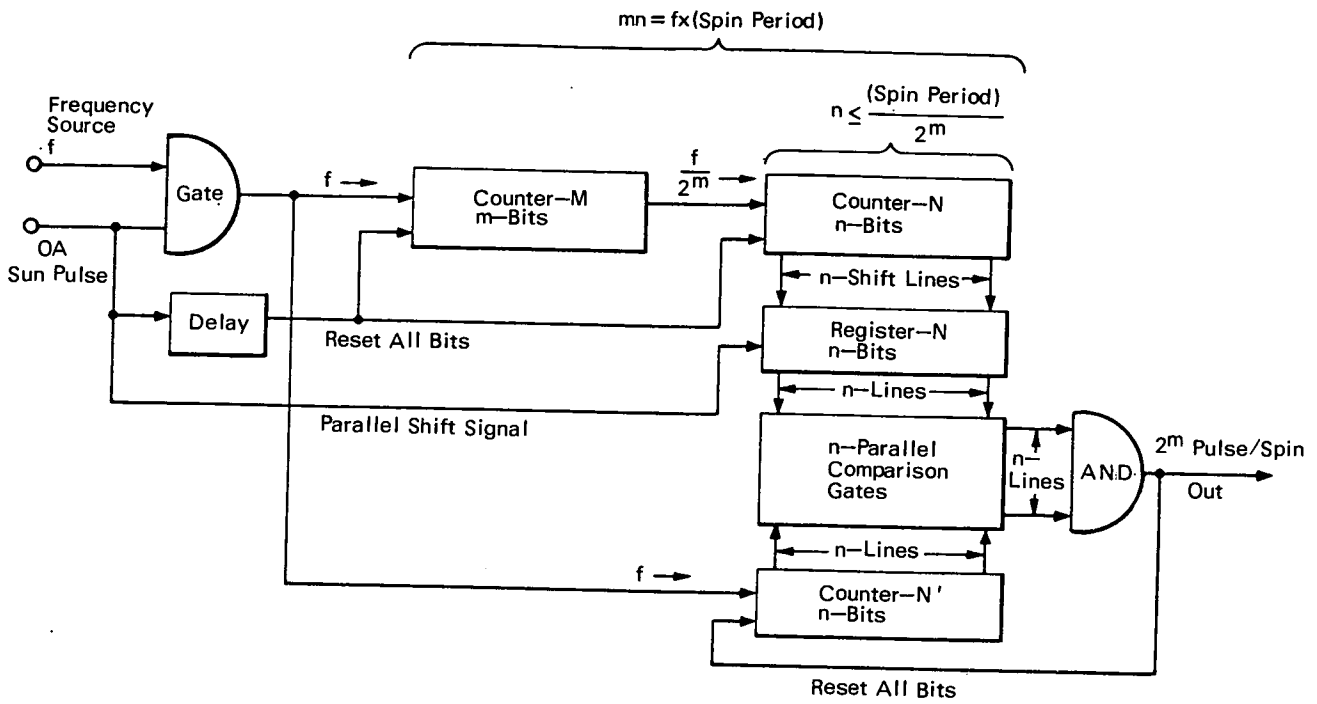 mn = fx (Spin Period)
n ≤ (Spin Period)
2^m
Frequency
Source
f
Gate
OA
Sun Pulse
f
Counter—M
m—Bits
f
2^m
Counter—N
n—Bits
n—Shift Lines
Delay
Reset All Bits
Register—N
n—Bits
n—Lines
Parallel Shift Signal
n—Parallel
Comparison
Gates
n—
Lines
AND
2^m Pulse/Spin
Out
n—Lines
f
Counter—N'
n—Bits
Reset All Bits